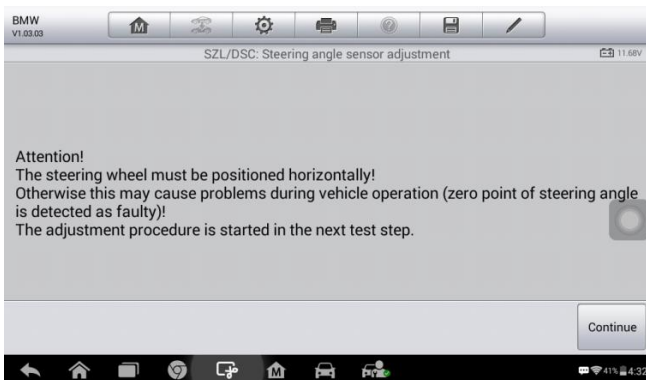 BMW
V1.03.03
SZL/DSC: Steering angle sensor adjustment
11.68V
Attention!
The steering wheel must be positioned horizontally!
Otherwise this may cause problems during vehicle operation (zero point of steering angle
is detected as faulty)!
The adjustment procedure is started in the next test step.
Continue
41% 4:32